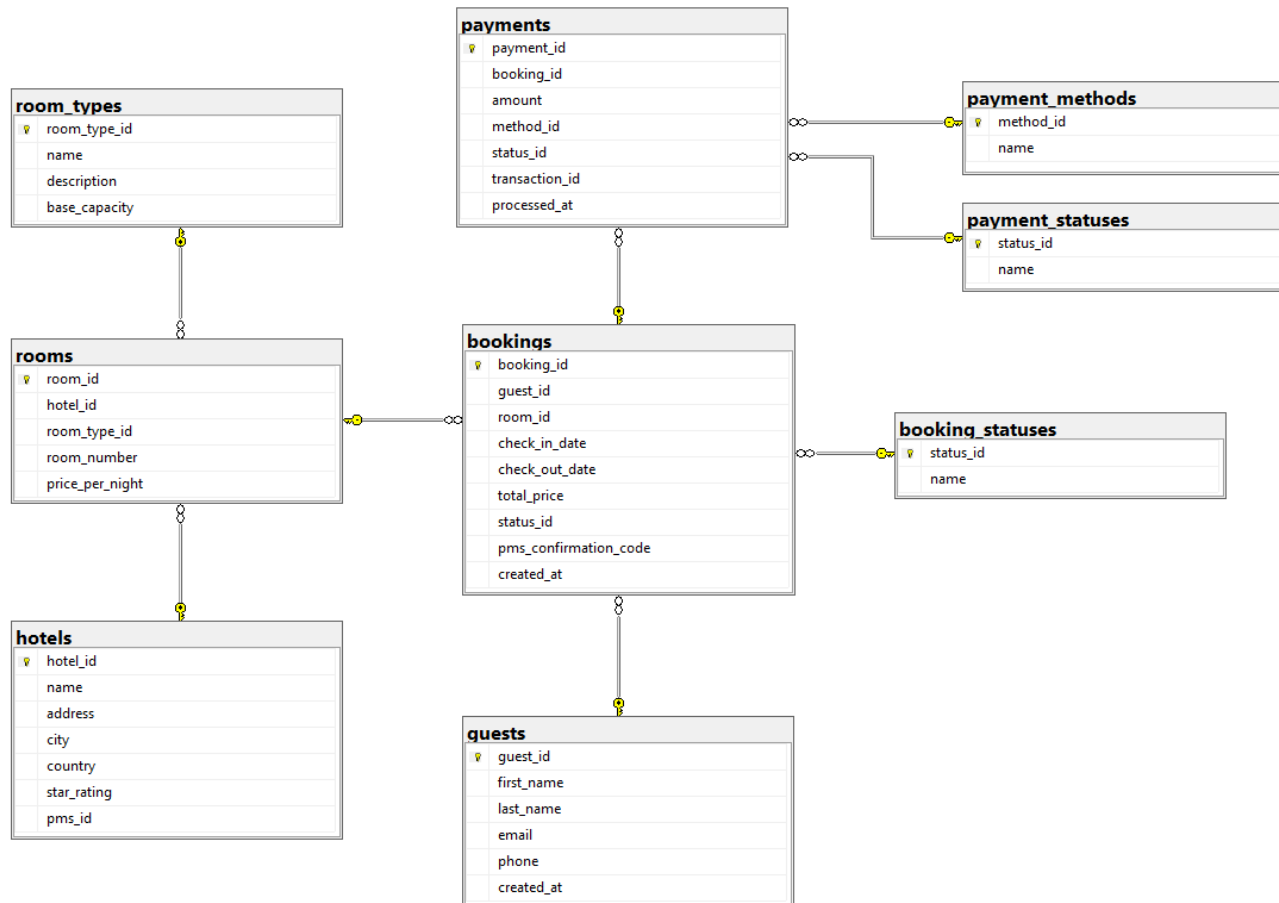 payments
payment_id
booking_id
amount
method_id
status_id
transaction_id
processed_at
room_types
room_type_id
name
description
base_capacity
payment_methods
method_id
name
payment_statuses
status_id
name
rooms
room_id
hotel_id
room_type_id
room_number
price_per_night
bookings
booking_id
guest_id
room_id
check_in_date
check_out_date
total_price
status_id
pms_confirmation_code
created_at
booking_statuses
status_id
name
hotels
hotel_id
name
address
city
country
star_rating
pms_id
guests
guest_id
first_name
last_name
email
phone
created_at